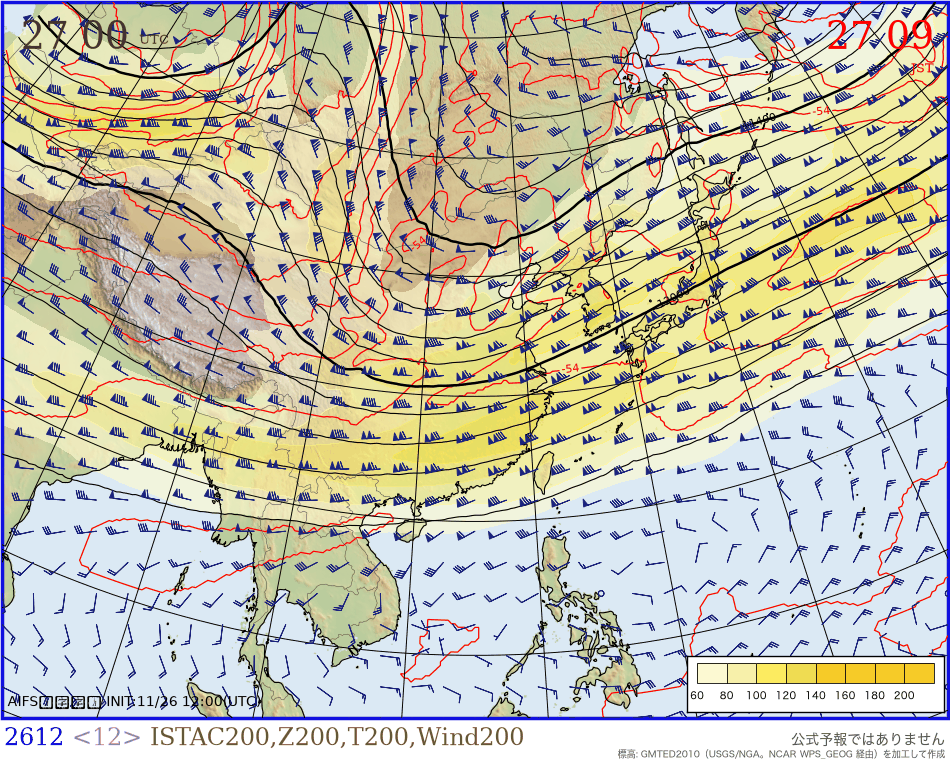 27 00 UTC
27 09
JST
11400
-54
-54
12000
-54
60 80 100 120 140 160 180 200
AIFS INIT:11/26 12:00(UTC)
2612 <12> ISTAC200,Z200,T200,Wind200
公式予報ではありません
標高: GMTED2010（USGS/NGA。NCAR WPS_GEOG 経由）を加工して作成